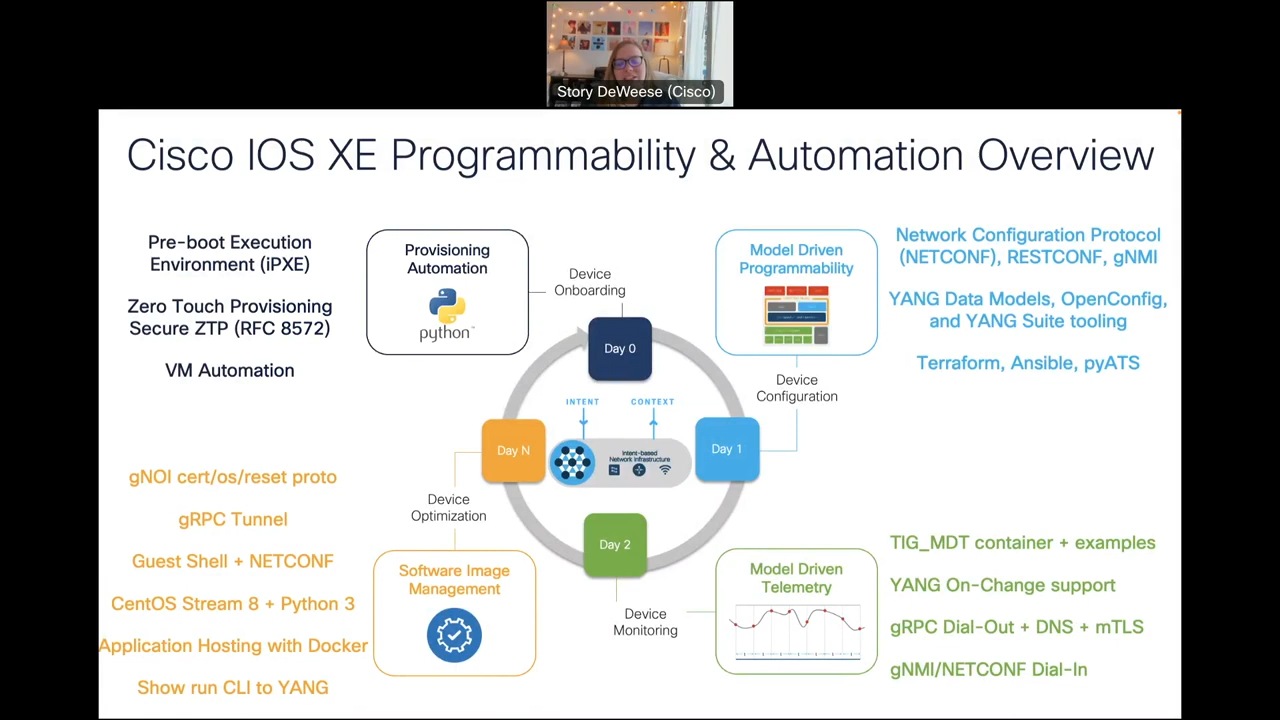 Story DeWeese (Cisco)
Cisco IOS XE Programmability & Automation Overview
Pre-boot Execution
Environment (iPXE)
Zero Touch Provisioning
Secure ZTP (RFC 8572)
VM Automation
Provisioning
Automation
python™
Device
Onboarding
Day 0
Model Driven
Programmability
Network Configuration Protocol
(NETCONF), RESTCONF, gNMI
YANG Data Models, OpenConfig,
and YANG Suite tooling
Terraform, Ansible, pyATS
Device
Configuration
INTENT
CONTEXT
Day N
Intent-based
Network Infrastructure
Day 1
gNOI cert/os/reset proto
gRPC Tunnel
Guest Shell + NETCONF
CentOS Stream 8 + Python 3
Application Hosting with Docker
Show run CLI to YANG
Device
Optimization
Software Image
Management
Day 2
Device
Monitoring
Model Driven
Telemetry
TIG_MDT container + examples
YANG On-Change support
gRPC Dial-Out + DNS + mTLS
gNMI/NETCONF Dial-In